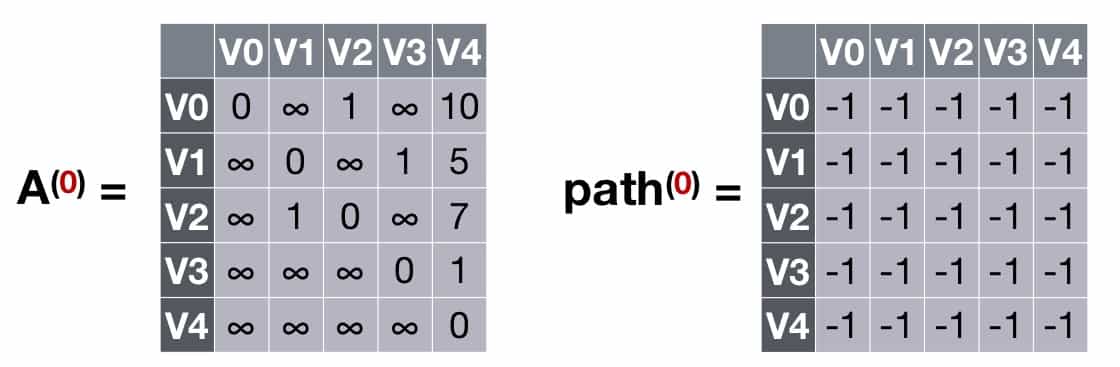 V0 V1 V2 V3 V4
V0 0 ∞ 1 ∞ 10
V1 ∞ 0 ∞ 1 5
A(0) =
V2 ∞ 1 0 ∞ 7
V3 ∞ ∞ ∞ 0 1
V4 ∞ ∞ ∞ ∞ 0
V0 V1 V2 V3 V4
V0 -1 -1 -1 -1 -1
V1 -1 -1 -1 -1 -1
path(0) =
V2 -1 -1 -1 -1 -1
V3 -1 -1 -1 -1 -1
V4 -1 -1 -1 -1 -1